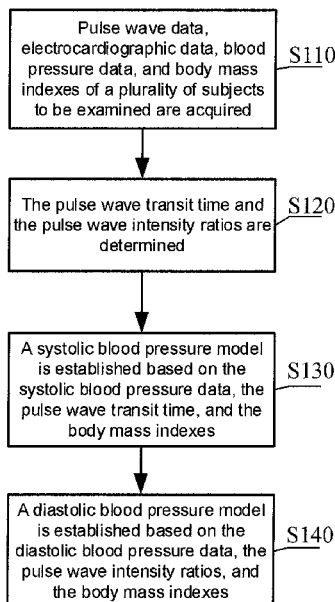 Pulse wave data,
electrocardiographic data, blood
pressure data, and body mass
indexes of a plurality of subjects
to be examined are acquired
S110
The pulse wave transit time and
the pulse wave intensity ratios are
determined
S120
A systolic blood pressure model
is established based on the
systolic blood pressure data, the
pulse wave transit time, and the
body mass indexes
S130
A diastolic blood pressure model
is established based on the
diastolic blood pressure data, the
pulse wave intensity ratios, and
the body mass indexes
S140